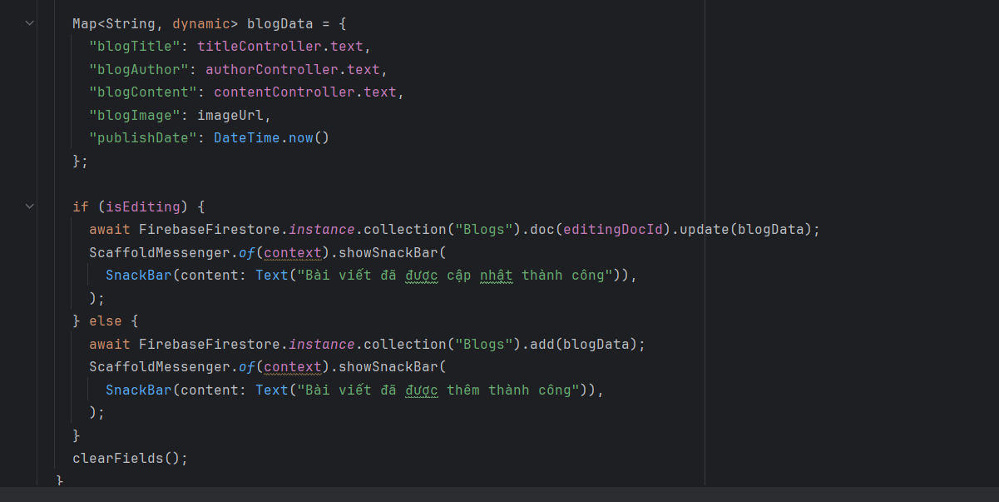 Map<String, dynamic> blogData = {
"blogTitle": titleController.text,
"blogAuthor": authorController.text,
"blogContent": contentController.text,
"blogImage": imageUrl,
"publishDate": DateTime.now()
};
if (isEditing) {
await FirebaseFirestore.instance.collection("Blogs").doc(editingDocId).update(blogData);
ScaffoldMessenger.of(context).showSnackBar(
SnackBar(content: Text("Bài viết đã được cập nhật thành công")),
);
} else {
await FirebaseFirestore.instance.collection("Blogs").add(blogData);
ScaffoldMessenger.of(context).showSnackBar(
SnackBar(content: Text("Bài viết đã được thêm thành công")),
);
}
clearFields();
}